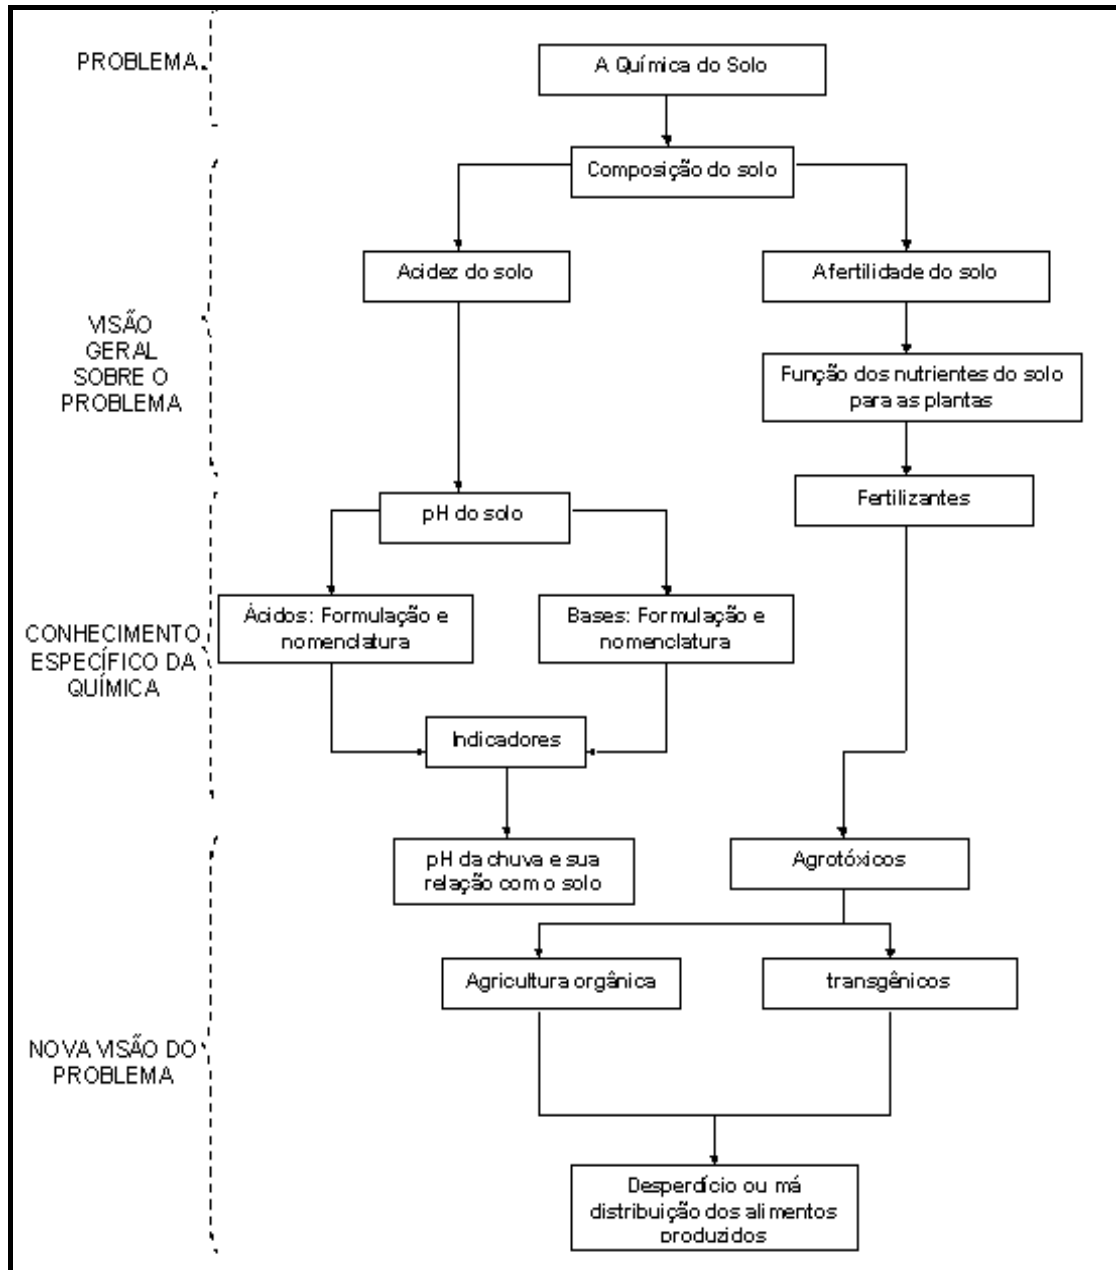 PROBLEMA
A Química do Solo
Composição do solo
Acidez do solo
A fertilidade do solo
VISÃO
GERAL
SOBRE O
PROBLEMA
Função dos nutrientes do solo
para as plantas
pH do solo
Fertilizantes
CONHECIMENTO
ESPECÍFICO DA
QUÍMICA
Ácidos: Formulação e
nomenclatura
Bases: Formulação e
nomenclatura
Indicadores
pH da chuva e sua
relação com o solo
Agrotóxicos
NOVA VISÃO DO
PROBLEMA
Agricultura orgânica
transgênicos
Desperdício ou má
distribuição dos alimentos
produzidos